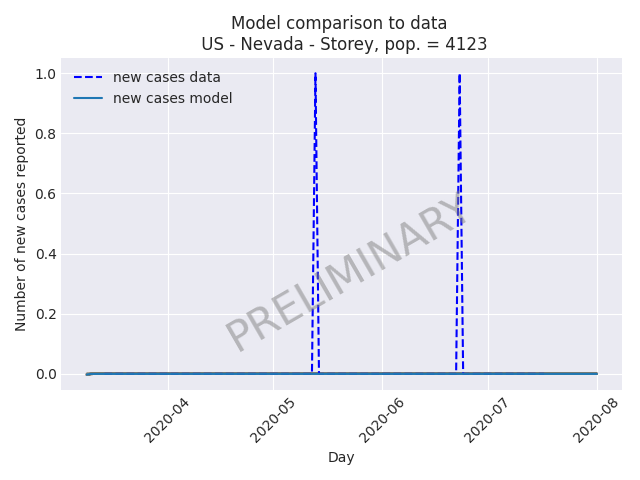 Model comparison to data
US - Nevada - Storey, pop. = 4123
new cases data
new cases model
Number of new cases reported
1.0
0.8
0.6
0.4
0.2
0.0
PRELIMINARY
2020-04
2020-05
2020-06
2020-07
2020-08
Day